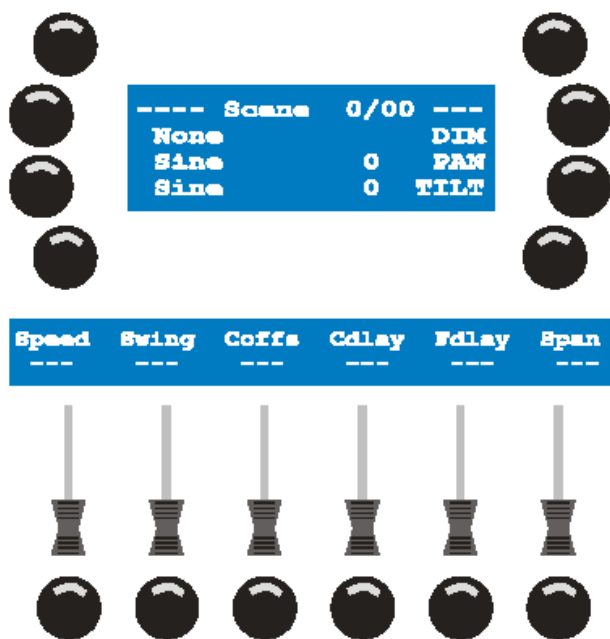 ---- Scene 0/00 ---
None DIM
Sine 0 PAN
Sine 0 TILT
Speed Swing Coffs Cdlay Fdlay Span
--- --- --- --- --- ---